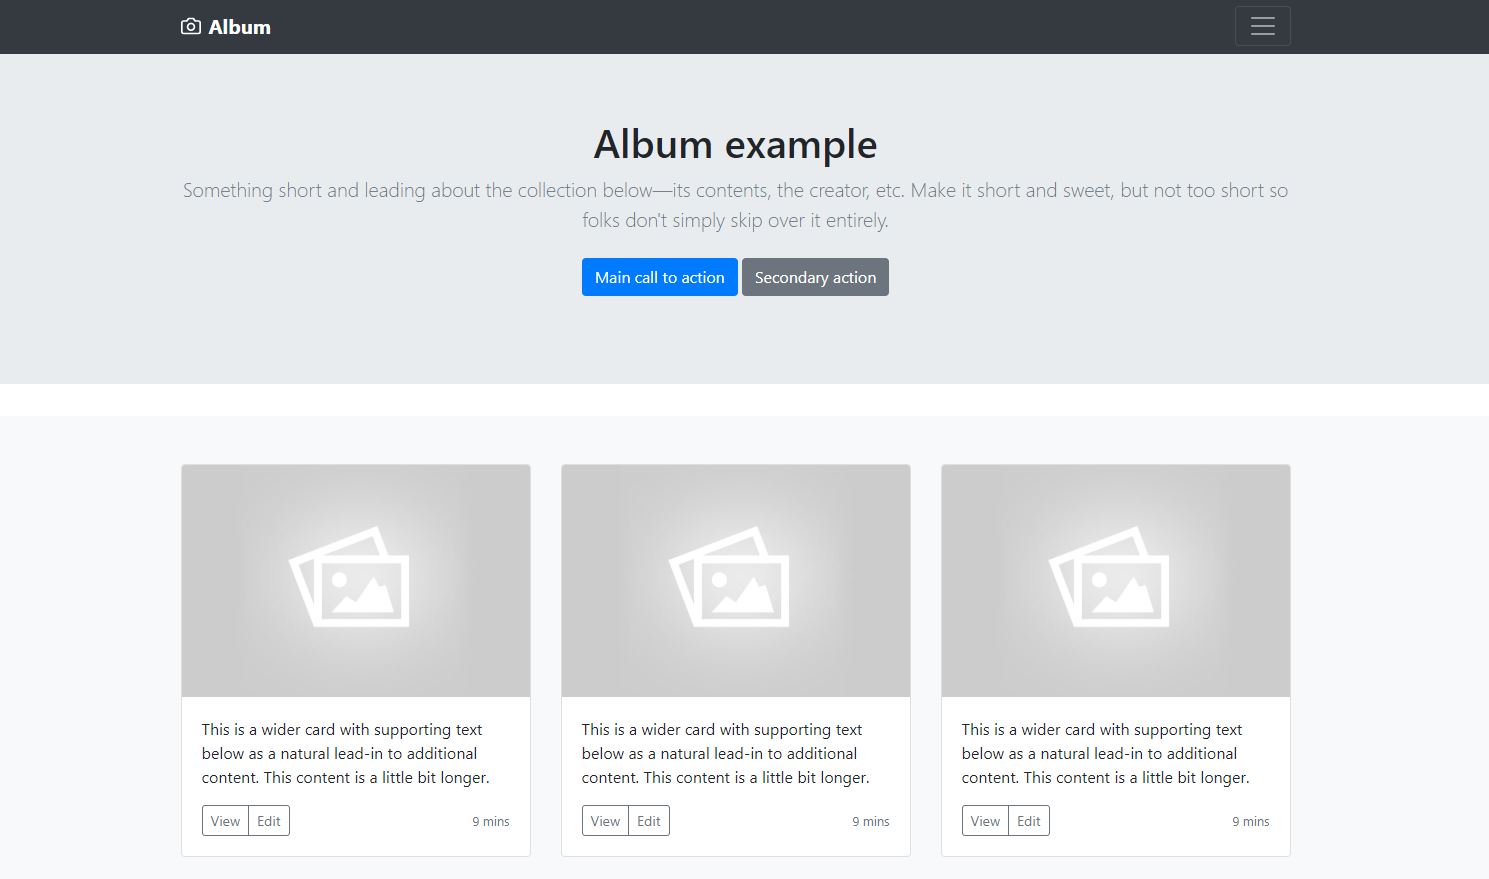 Album
Album example
Something short and leading about the collection below—its contents, the creator, etc. Make it short and sweet, but not too short so
folks don't simply skip over it entirely.
Main call to action
Secondary action
This is a wider card with supporting text
below as a natural lead-in to additional
content. This content is a little bit longer.
View
Edit
9 mins
This is a wider card with supporting text
below as a natural lead-in to additional
content. This content is a little bit longer.
View
Edit
9 mins
This is a wider card with supporting text
below as a natural lead-in to additional
content. This content is a little bit longer.
View
Edit
9 mins